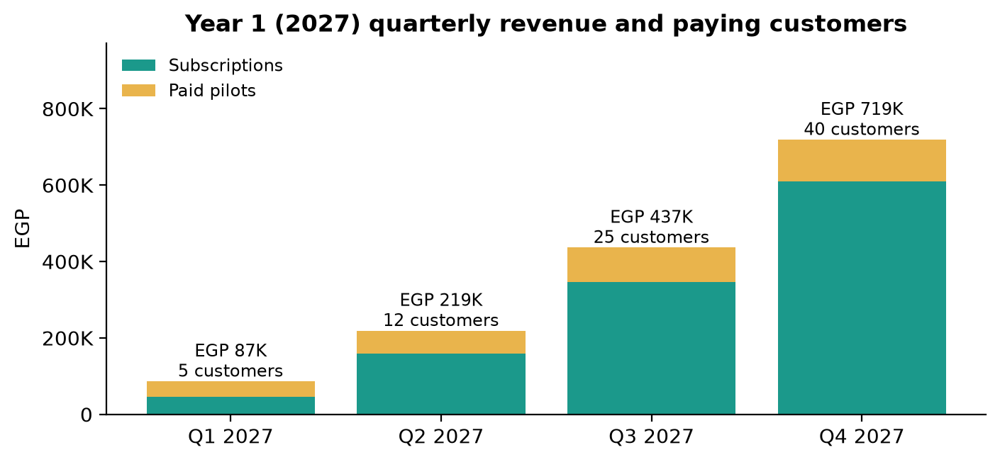 Year 1 (2027) quarterly revenue and paying customers
Subscriptions
Paid pilots
EGP
800K
600K
400K
200K
0
EGP 87K
5 customers
EGP 219K
12 customers
EGP 437K
25 customers
EGP 719K
40 customers
Q1 2027
Q2 2027
Q3 2027
Q4 2027